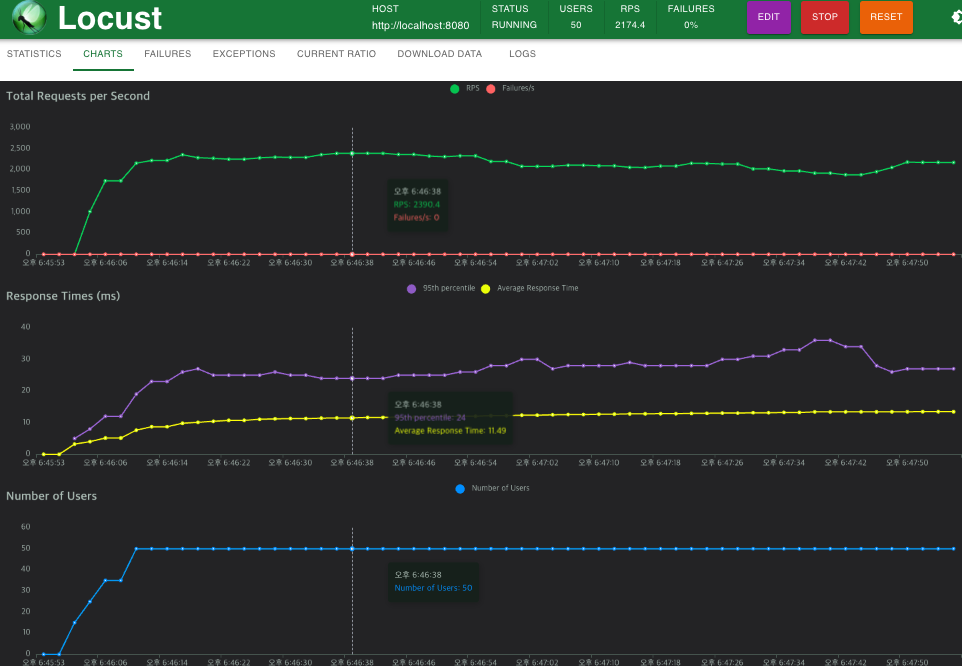 Locust
HOST
http://localhost:8080
STATUS
RUNNING
USERS
50
RPS
2174.4
FAILURES
0%
EDIT
STOP
RESET
STATISTICS CHARTS FAILURES EXCEPTIONS CURRENT RATIO DOWNLOAD DATA LOGS
Total Requests per Second
RPS Failures/s
3,000
2,500
2,000
1,500
1,000
500
0
오후 6:46:38
RPS: 2390.4
Failures/s: 0
오후 6:45:53 오후 6:46:06 오후 6:46:14 오후 6:46:22 오후 6:46:30 오후 6:46:38 오후 6:46:46 오후 6:46:54 오후 6:47:02 오후 6:47:10 오후 6:47:18 오후 6:47:26 오후 6:47:34 오후 6:47:42 오후 6:47:50
Response Times (ms)
95th percentile Average Response Time
40
30
20
10
0
오후 6:46:38
95th percentile: 24
Average Response Time: 11.49
오후 6:45:53 오후 6:46:06 오후 6:46:14 오후 6:46:22 오후 6:46:30 오후 6:46:38 오후 6:46:46 오후 6:46:54 오후 6:47:02 오후 6:47:10 오후 6:47:18 오후 6:47:26 오후 6:47:34 오후 6:47:42 오후 6:47:50
Number of Users
Number of Users
60
50
40
30
20
10
0
오후 6:46:38
Number of Users: 50
오후 6:45:53 오후 6:46:06 오후 6:46:14 오후 6:46:22 오후 6:46:30 오후 6:46:38 오후 6:46:46 오후 6:46:54 오후 6:47:02 오후 6:47:10 오후 6:47:18 오후 6:47:26 오후 6:47:34 오후 6:47:42 오후 6:47:50